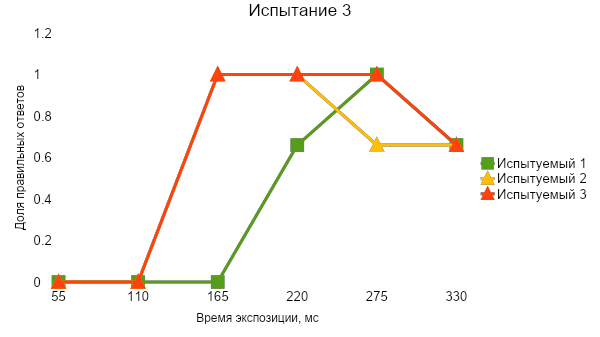 Испытание 3
1.2
1
0.8
0.6
0.4
0.2
0
Доля правильных ответов
55 110 165 220 275 330
Время экспозиции, мс
Испытуемый 1
Испытуемый 2
Испытуемый 3